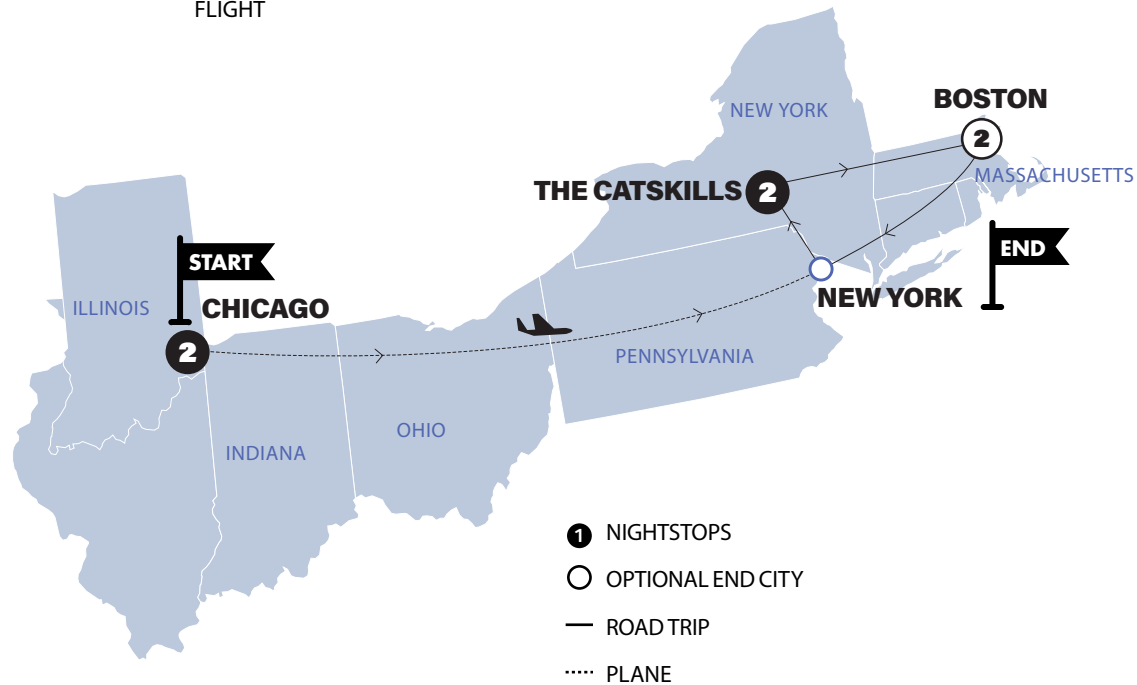 FLIGHT
NEW YORK
BOSTON
2
MASSACHUSETTS
THE CATSKILLS
2
START
END
ILLINOIS
CHICAGO
NEW YORK
2
PENNSYLVANIA
OHIO
INDIANA
1 NIGHTSTOPS
OPTIONAL END CITY
ROAD TRIP
PLANE